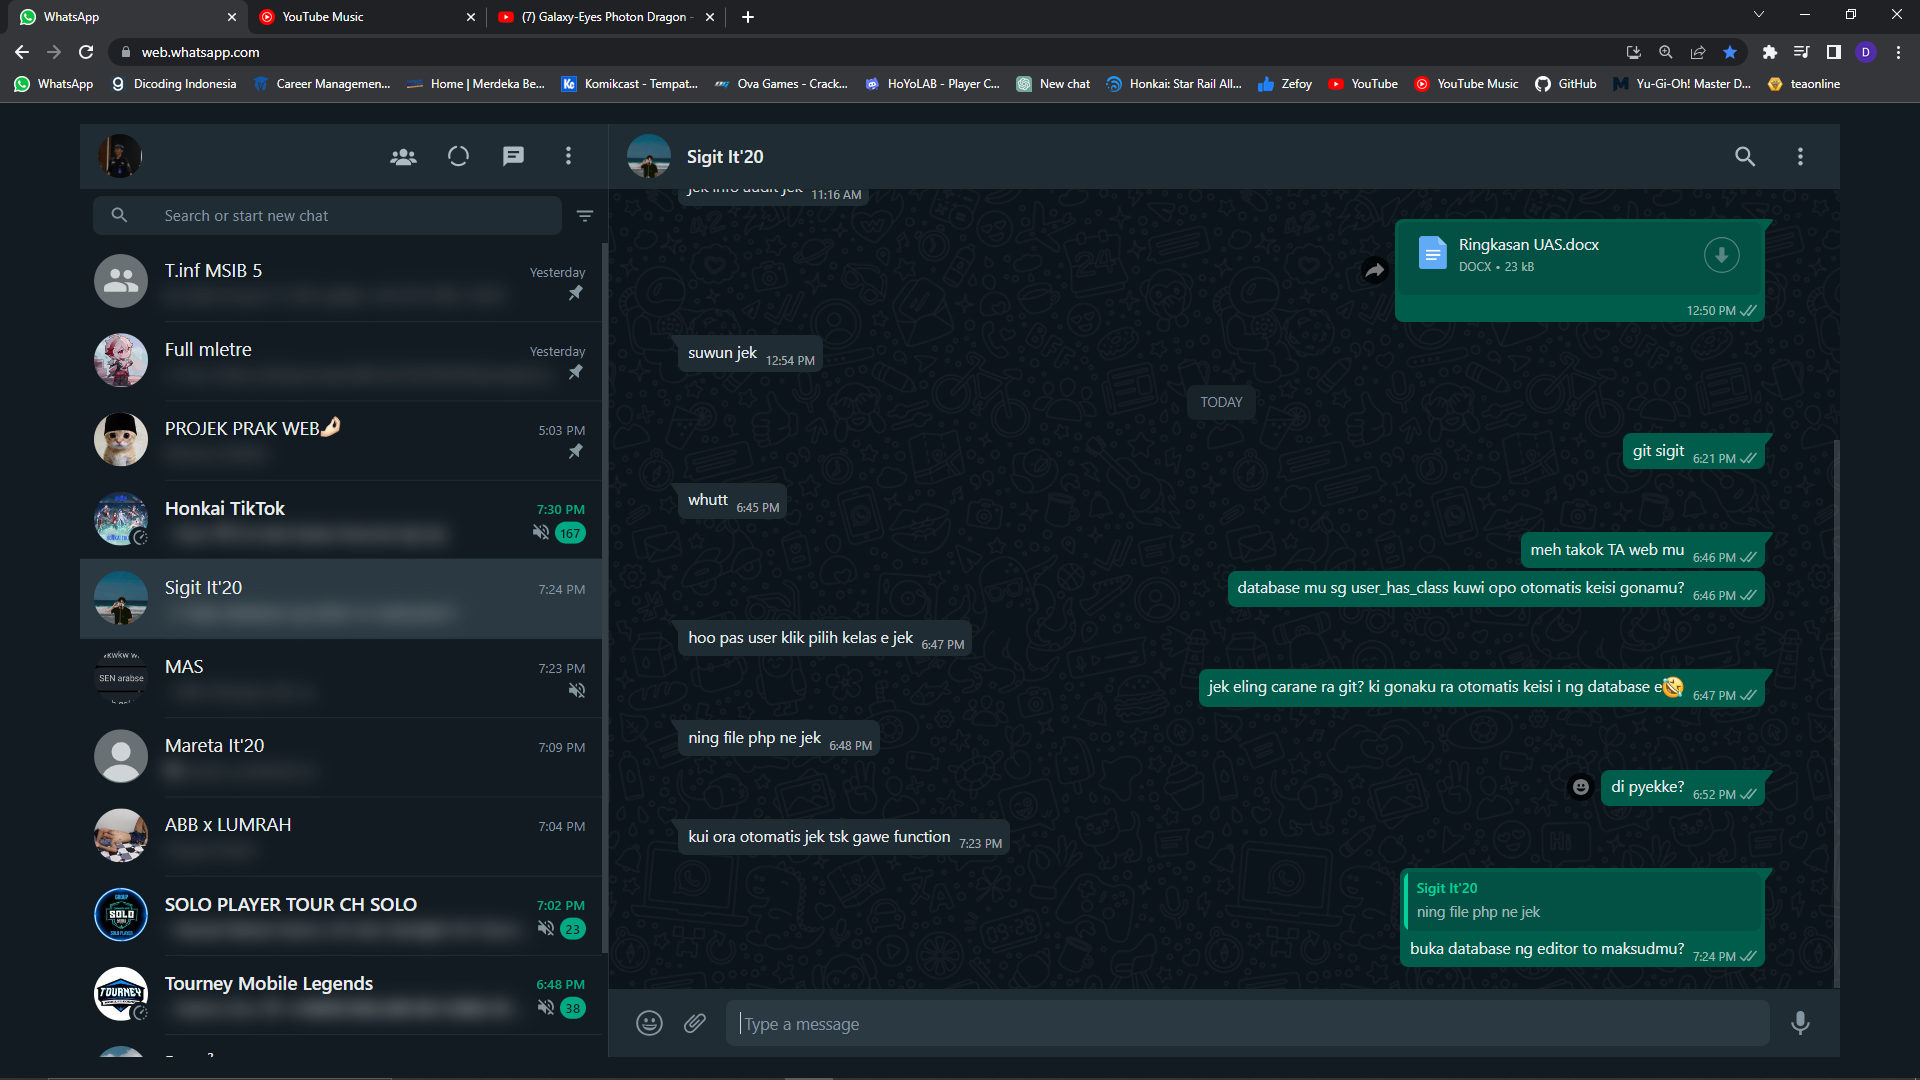 WhatsApp
YouTube Music
(7) Galaxy-Eyes Photon Dragon -
web.whatsapp.com
D
WhatsApp
Dicoding Indonesia
Career Managemen...
Home | Merdeka Be...
Komikcast - Tempat...
Ova Games - Crack...
HoYoLAB - Player C...
New chat
Honkai: Star Rail All...
Zefoy
YouTube
YouTube Music
GitHub
Yu-Gi-Oh! Master D...
teaonline
Search or start new chat
T.inf MSIB 5
Yesterday
Full mletre
Yesterday
PROJEK PRAK WEB🤌🏻
5:03 PM
Honkai TikTok
7:30 PM
167
Sigit It'20
7:24 PM
SEN arabse
MAS
7:23 PM
Mareta It'20
7:09 PM
ABB x LUMRAH
7:04 PM
SOLO PLAYER TOUR CH SOLO
7:02 PM
23
Tourney Mobile Legends
6:48 PM
38
Sigit It'20
jek info audit jek 11:16 AM
Ringkasan UAS.docx
DOCX • 23 kB
12:50 PM
suwun jek 12:54 PM
TODAY
git sigit 6:21 PM
whutt 6:45 PM
meh takok TA web mu 6:46 PM
database mu sg user_has_class kuwi opo otomatis keisi gonamu? 6:46 PM
hoo pas user klik pilih kelas e jek 6:47 PM
jek eling carane ra git? ki gonaku ra otomatis keisi i ng database e🤣 6:47 PM
ning file php ne jek 6:48 PM
di pyekke? 6:52 PM
kui ora otomatis jek tsk gawe function 7:23 PM
Sigit It'20
ning file php ne jek
buka database ng editor to maksudmu? 7:24 PM
Type a message